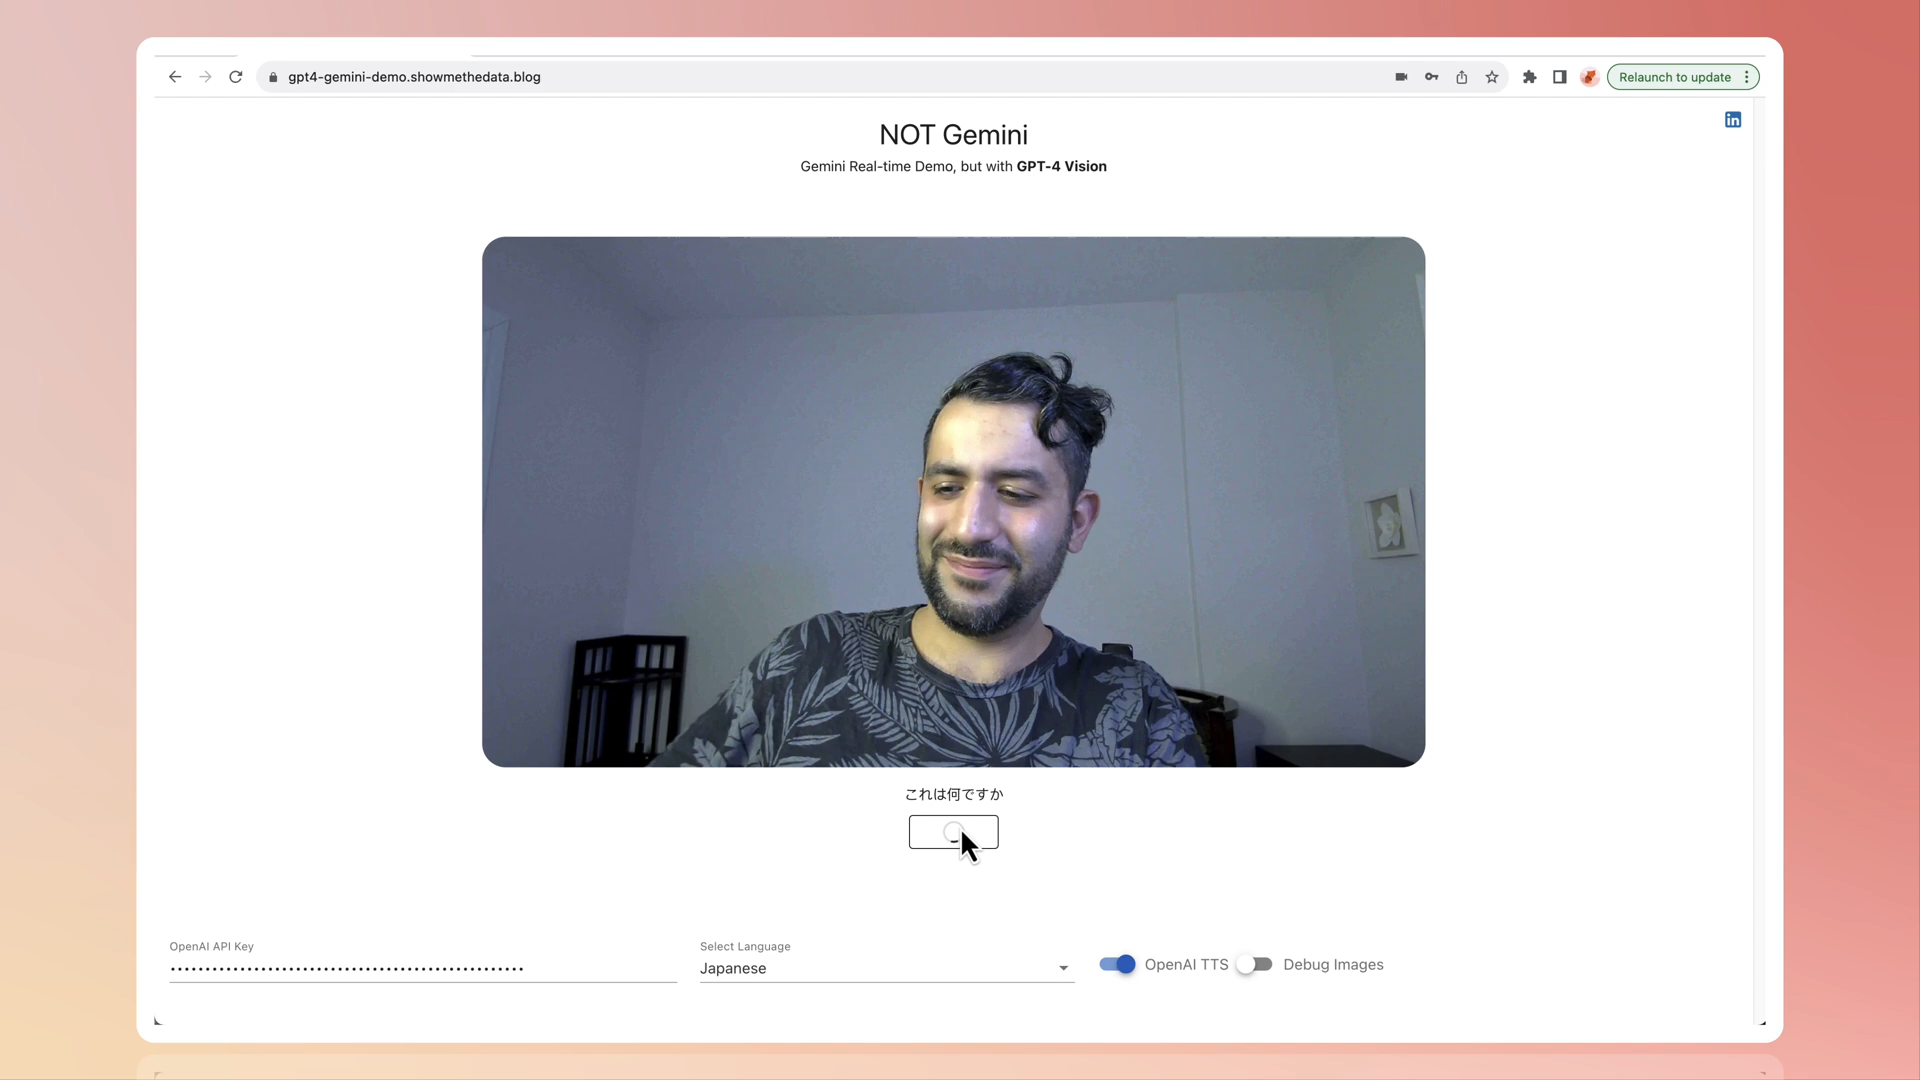 gpt4-gemini-demo.showmethedata.blog
Relaunch to update
in
NOT Gemini
Gemini Real-time Demo, but with GPT-4 Vision
これは何ですか
OpenAI API Key
Select Language
Japanese
OpenAI TTS
Debug Images